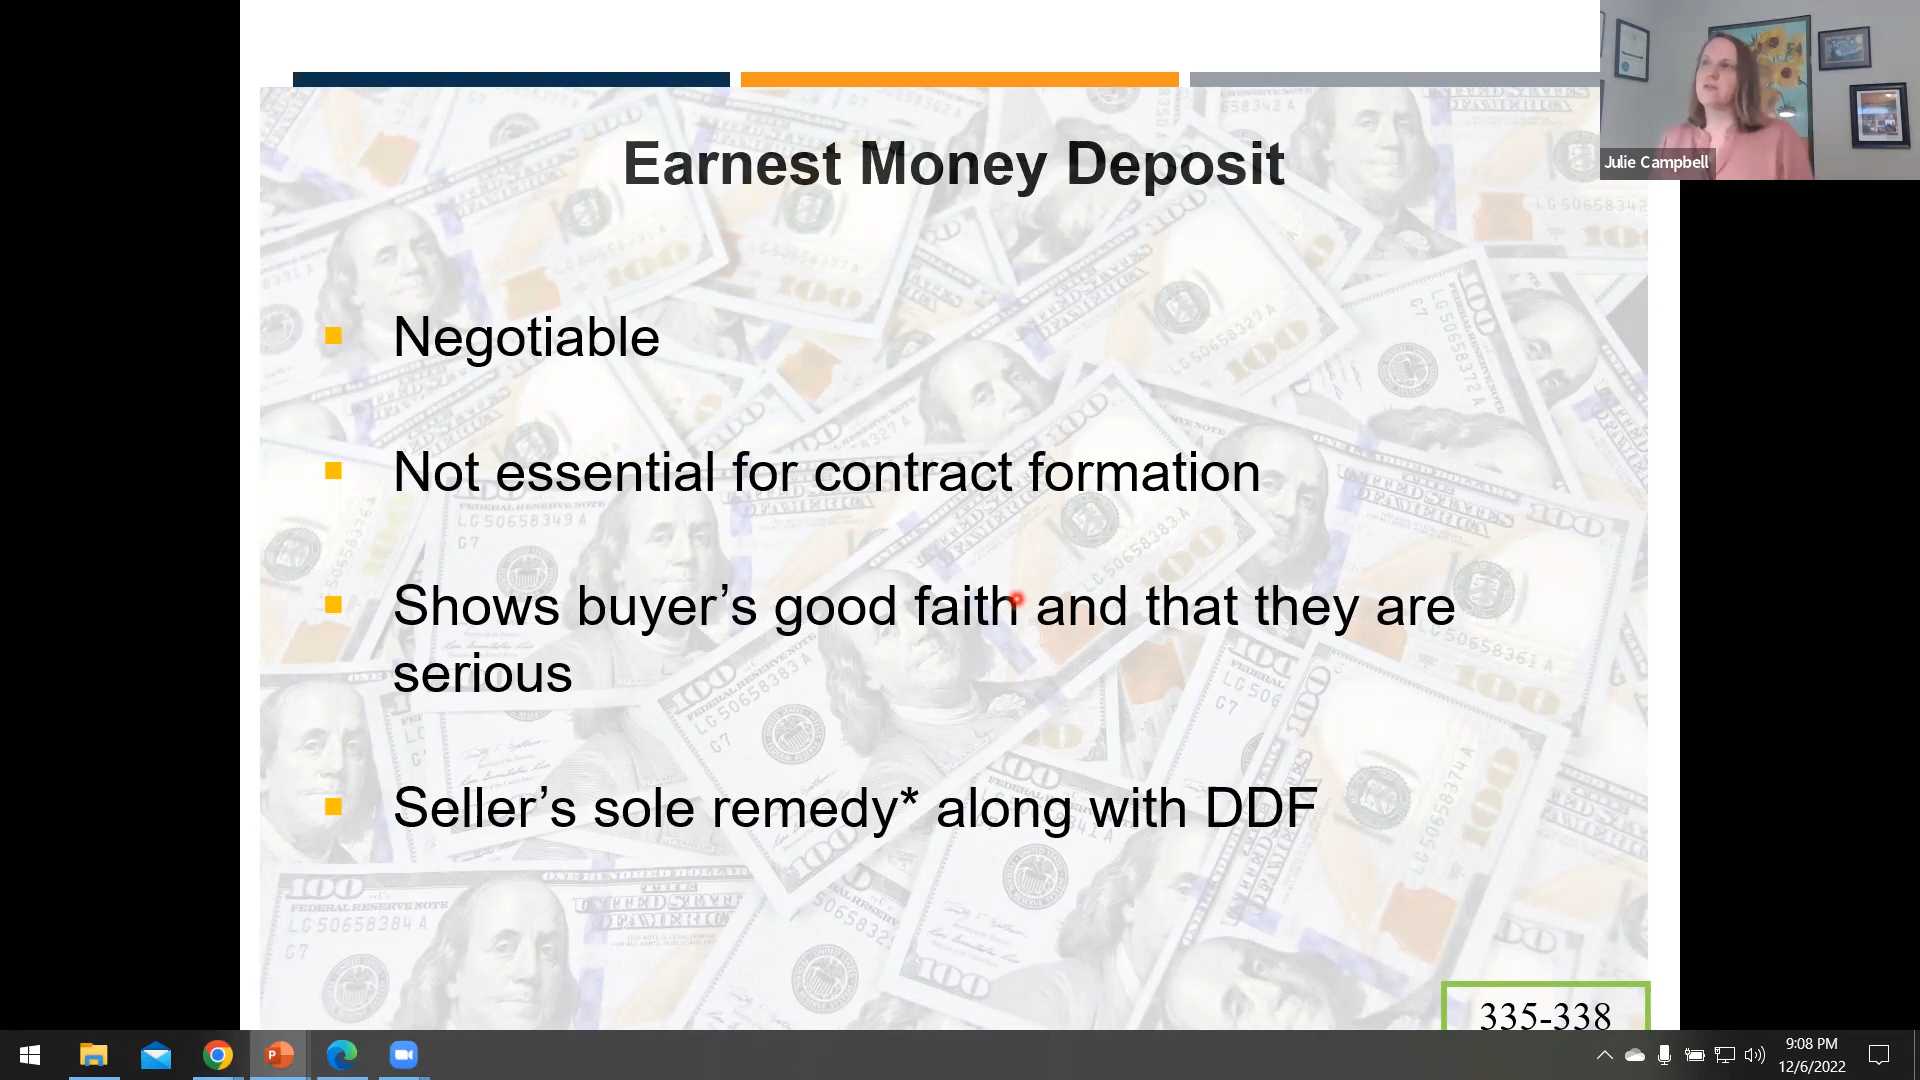 Earnest Money Deposit
Julie Campbell
Negotiable
Not essential for contract formation
Shows buyer’s good faith and that they are
serious
Seller’s sole remedy* along with DDF
335-338
9:08 PM
12/6/2022